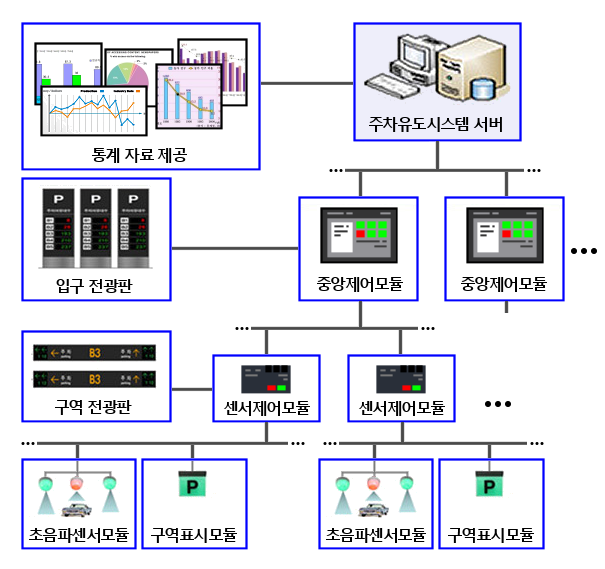 Production
Industry Data
통계 자료 제공
주차유도시스템 서버
...
...
P
P
P
입구 전광판
중앙제어모듈
중앙제어모듈
...
...
...
B3
B3
구역 전광판
센서제어모듈
센서제어모듈
...
...
...
...
...
초음파센서모듈
P
구역표시모듈
초음파센서모듈
P
구역표시모듈